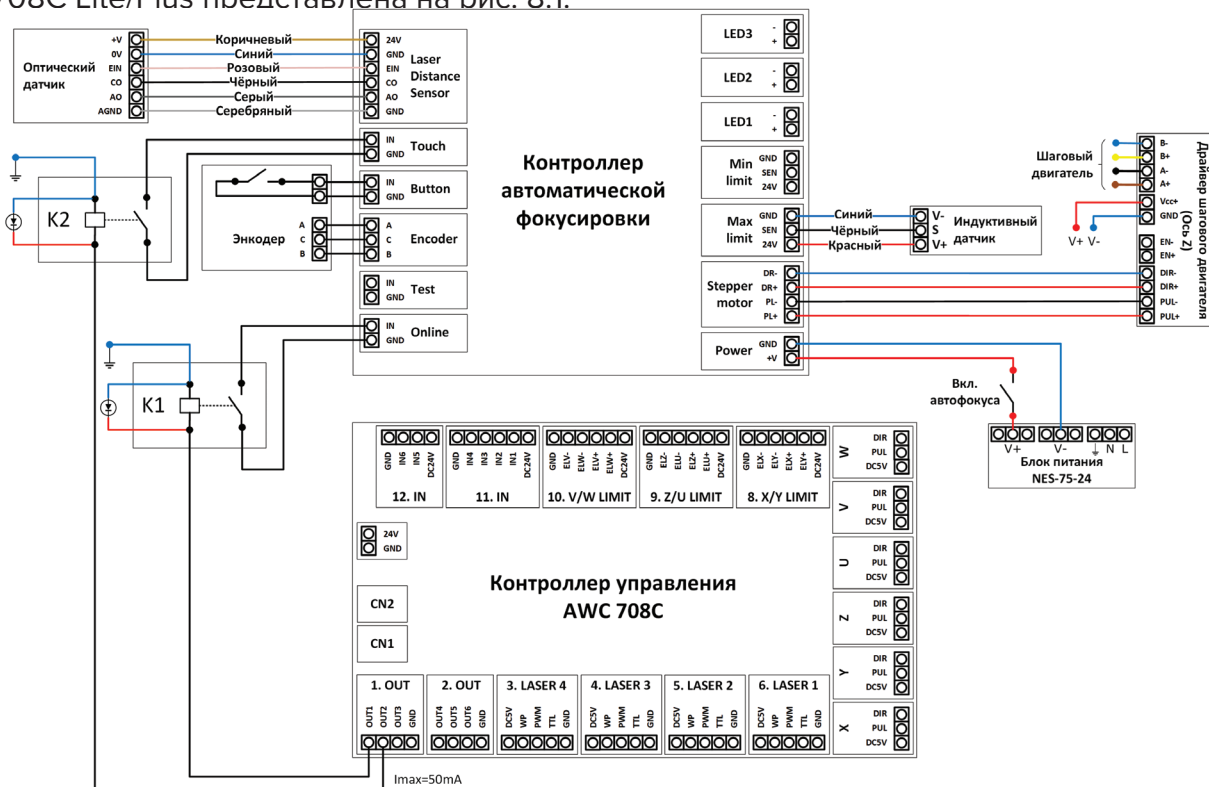 708C Lite/Plus представлена на рис. 8.1.
Оптический
датчик
+V
0V
EIN
CO
AO
AGND
Коричневый
Синий
Розовый
Чёрный
Серый
Серебряный
24V
GND
EIN
CO
AO
GND
Laser
Distance
Sensor
IN
GND
Touch
IN
GND
Button
Энкодер
A
C
B
A
C
B
Encoder
IN
GND
Test
IN
GND
Online
K2
K1
Контроллер
автоматической
фокусировки
LED3
-
+
LED2
-
+
LED1
-
+
Min
limit
GND
SEN
24V
Max
limit
GND
SEN
24V
Синий
Чёрный
Красный
V-
S
V+
Индуктивный
датчик
Stepper
motor
DR-
DR+
PL-
PL+
Power
GND
+V
Шаговый
двигатель
B-
B+
A-
A+
Vcc+
GND
EN-
EN+
DIR-
DIR+
PUL-
PUL+
V+ V-
Драйвер шагового двигателя
(Ось Z)
Вкл.
автофокуса
V+
V-
N L
Блок питания
NES-75-24
GND
IN6
IN5
DC24V
12. IN
GND
IN4
IN3
IN2
IN1
DC24V
11. IN
GND
ELV-
ELW-
ELV+
ELW+
DC24V
10. V/W LIMIT
GND
ELZ-
ELU-
ELZ+
ELU+
DC24V
9. Z/U LIMIT
GND
ELX-
ELY-
ELX+
ELY+
DC24V
8. X/Y LIMIT
W
DIR
PUL
DC5V
V
DIR
PUL
DC5V
U
DIR
PUL
DC5V
Z
DIR
PUL
DC5V
Y
DIR
PUL
DC5V
X
DIR
PUL
DC5V
24V
GND
CN2
CN1
Контроллер управления
AWC 708C
1. OUT
OUT1
OUT2
OUT3
GND
2. OUT
OUT4
OUT5
OUT6
GND
3. LASER 4
DC5V
WP
PWM
TTL
GND
4. LASER 3
DC5V
WP
PWM
TTL
GND
5. LASER 2
DC5V
WP
PWM
TTL
GND
6. LASER 1
DC5V
WP
PWM
TTL
GND
Imax=50mA